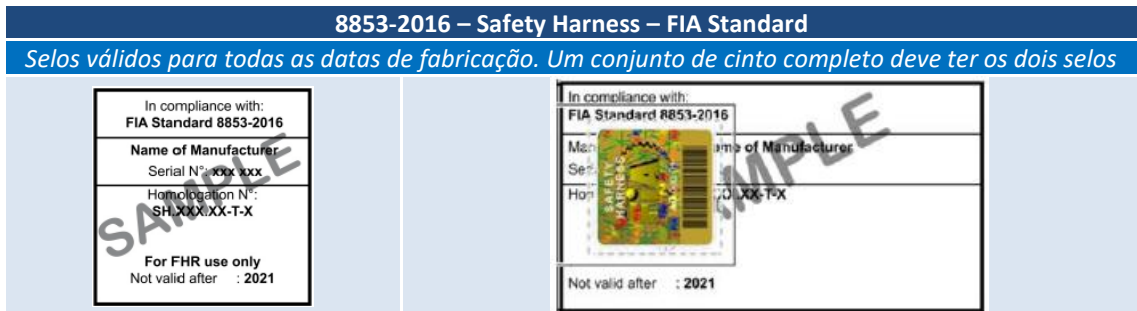 8853-2016 – Safety Harness – FIA Standard
Selos válidos para todas as datas de fabricação. Um conjunto de cinto completo deve ter os dois selos
In compliance with:
FIA Standard 8853-2016
Name of Manufacturer
Serial N°: xxx xxx
Homologation N°:
SH.XXX.XX-T-X
For FHR use only
Not valid after : 2021
SAMPLE
In compliance with:
FIA Standard 8853-2016
of Manufacturer
XX-T-X
SAFETY
HARNESS
Not valid after : 2021